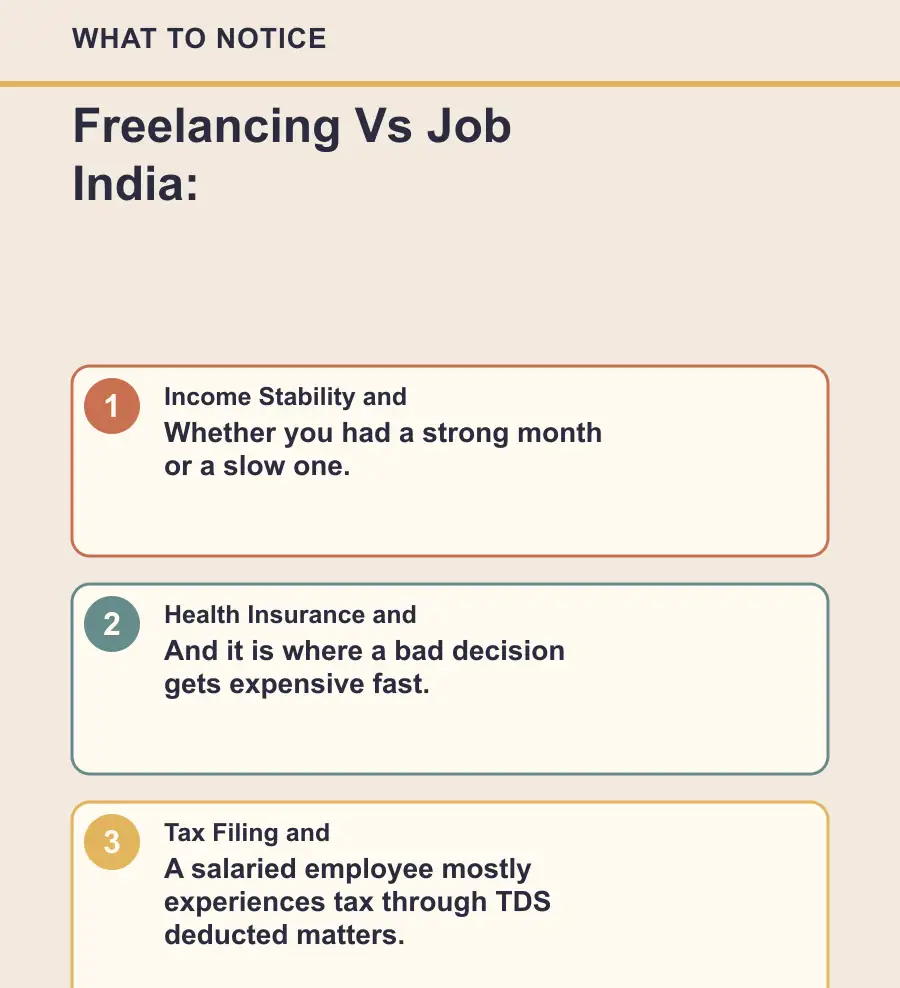 WHAT TO NOTICE
Freelancing Vs Job
India:
1
Income Stability and
Whether you had a strong month
or a slow one.
2
Health Insurance and
And it is where a bad decision
gets expensive fast.
3
Tax Filing and
A salaried employee mostly
experiences tax through TDS
deducted matters.